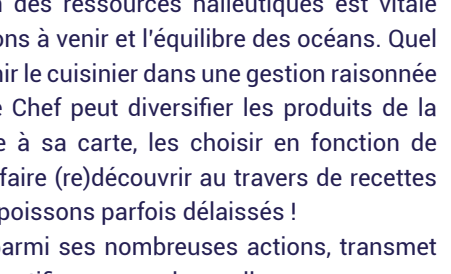 des ressources halieutiques est vitale
ons à venir et l'équilibre des océans. Quel
ir le cuisinier dans une gestion raisonnée
Chef peut diversifier les produits de la
à sa carte, les choisir en fonction de
faire (re)découvrir au travers de recettes
poissons parfois délaissés !
armi ses nombreuses actions, transmet